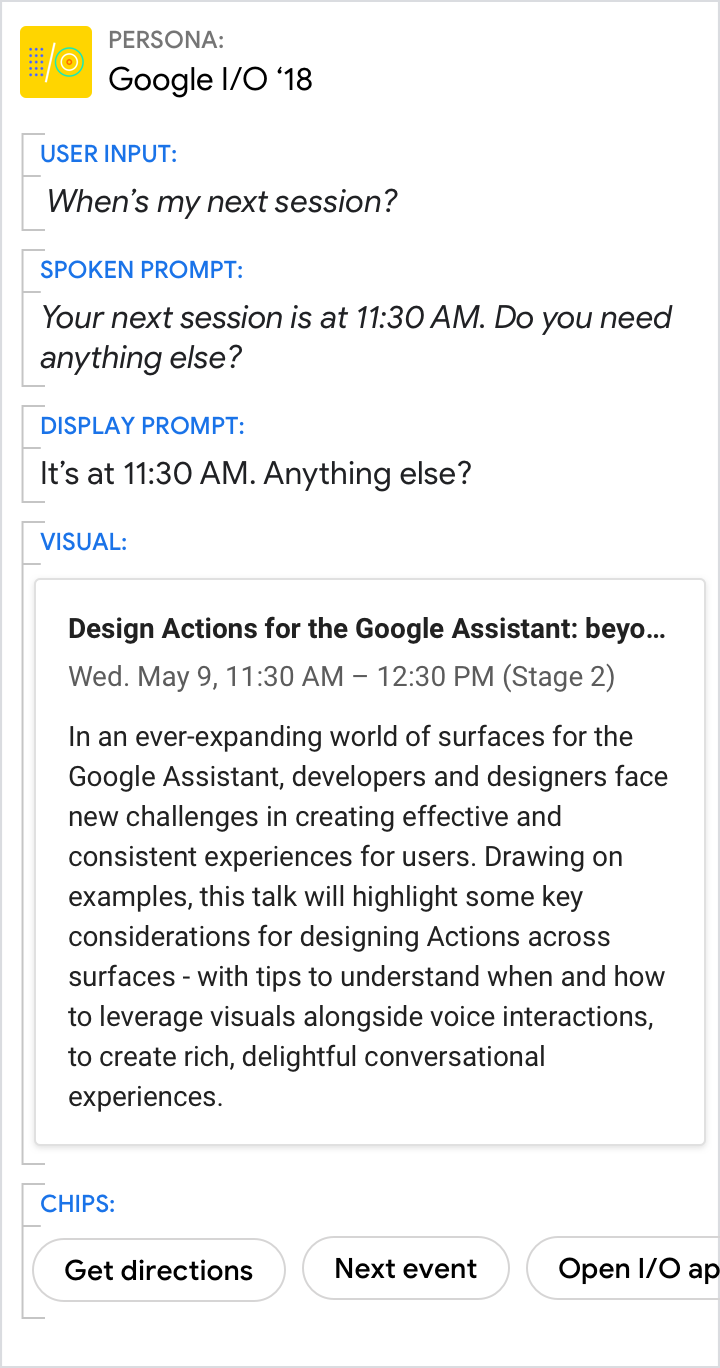 PERSONA:
Google I/O ‘18
USER INPUT:
When’s my next session?
SPOKEN PROMPT:
Your next session is at 11:30 AM. Do you need
anything else?
DISPLAY PROMPT:
It’s at 11:30 AM. Anything else?
VISUAL:
Design Actions for the Google Assistant: beyo...
Wed. May 9, 11:30 AM – 12:30 PM (Stage 2)
In an ever-expanding world of surfaces for the
Google Assistant, developers and designers face
new challenges in creating effective and
consistent experiences for users. Drawing on
examples, this talk will highlight some key
considerations for designing Actions across
surfaces - with tips to understand when and how
to leverage visuals alongside voice interactions,
to create rich, delightful conversational
experiences.
CHIPS:
Get directions
Next event
Open I/O ap